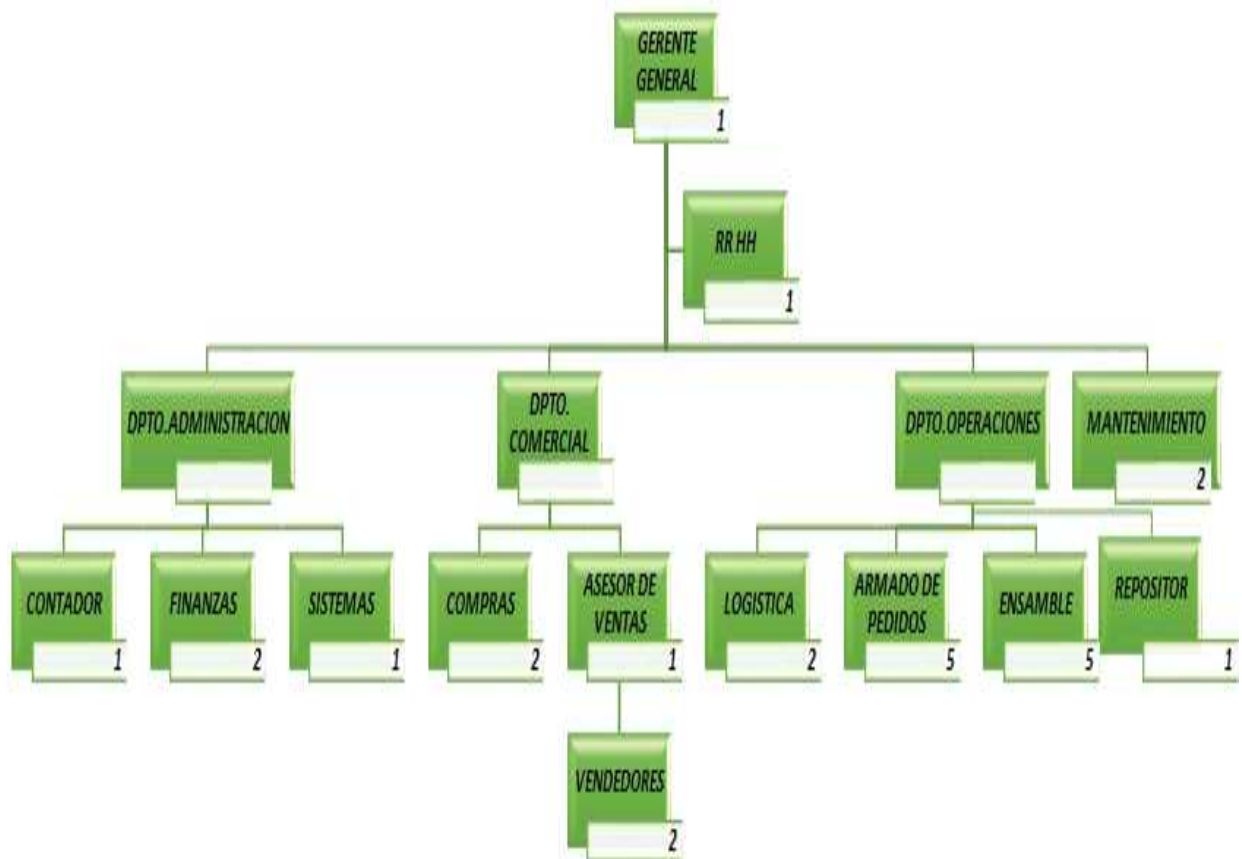 GERENTE
GENERAL
1
RR HH
1
DPTO.ADMINISTRACION
DPTO.
COMERCIAL
DPTO.OPERACIONES
MANTENIMIENTO
2
CONTADOR
1
FINANZAS
2
SISTEMAS
1
COMPRAS
2
ASESOR DE
VENTAS
1
LOGISTICA
2
ARMADO DE
PEDIDOS
5
ENSAMBLE
5
REPOSITOR
1
VENDEDORES
2